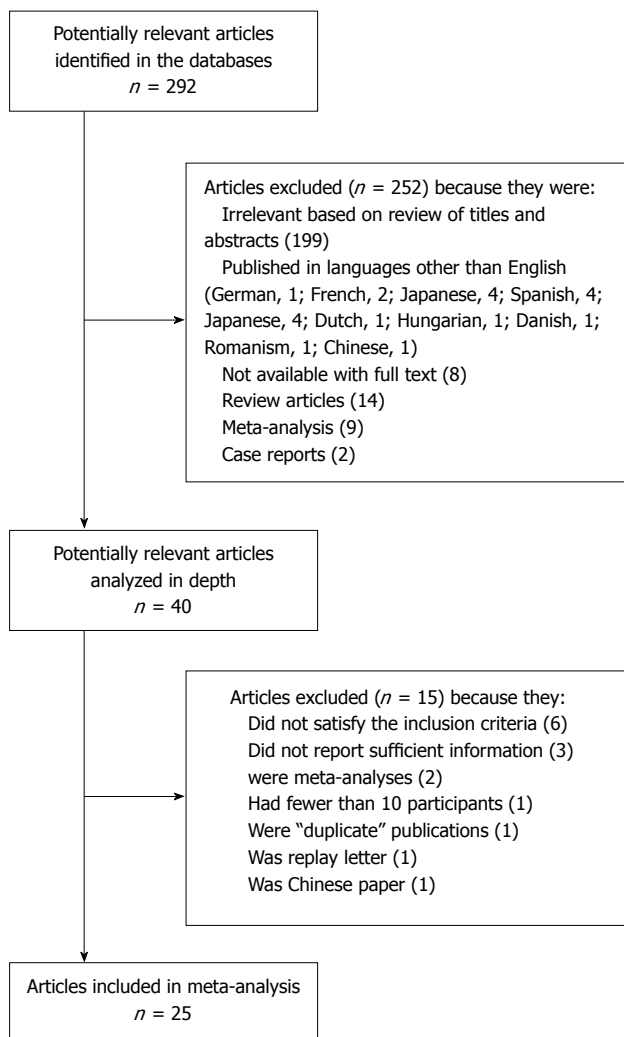 Potentially relevant articles
identified in the databases
n = 292
Articles excluded (n = 252) because they were:
Irrelevant based on review of titles and
abstracts (199)
Published in languages other than English
(German, 1; French, 2; Japanese, 4; Spanish, 4;
Japanese, 4; Dutch, 1; Hungarian, 1; Danish, 1;
Romanism, 1; Chinese, 1)
Not available with full text (8)
Review articles (14)
Meta-analysis (9)
Case reports (2)
Potentially relevant articles
analyzed in depth
n = 40
Articles excluded (n = 15) because they:
Did not satisfy the inclusion criteria (6)
Did not report sufficient information (3)
were meta-analyses (2)
Had fewer than 10 participants (1)
Were “duplicate” publications (1)
Was replay letter (1)
Was Chinese paper (1)
Articles included in meta-analysis
n = 25